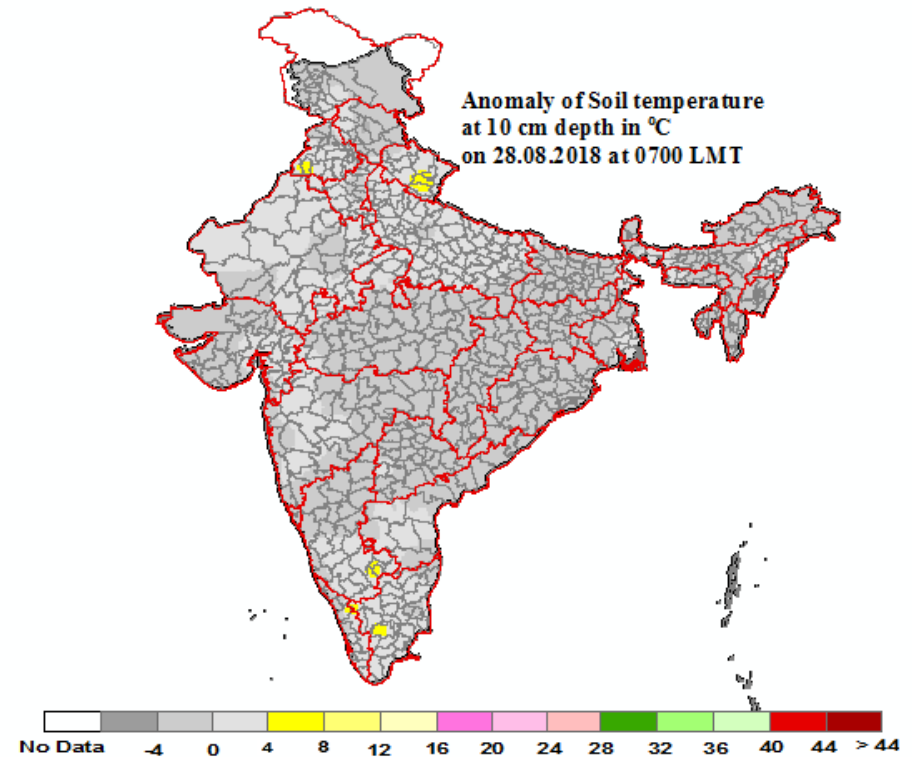 Anomaly of Soil temperature
at 10 cm depth in ⁰C
on 28.08.2018 at 0700 LMT
No Data -4 0 4 8 12 16 20 24 28 32 36 40 44 > 44